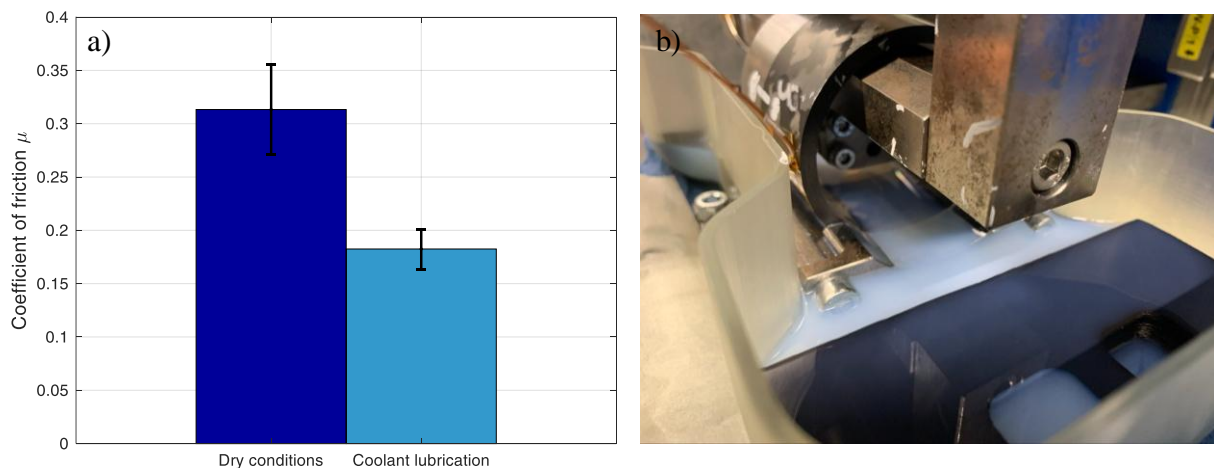 a)
0.4
0.35
0.3
0.25
0.2
0.15
0.1
0.05
0
Coefficient of friction μ
Dry conditions
Coolant lubrication
b)